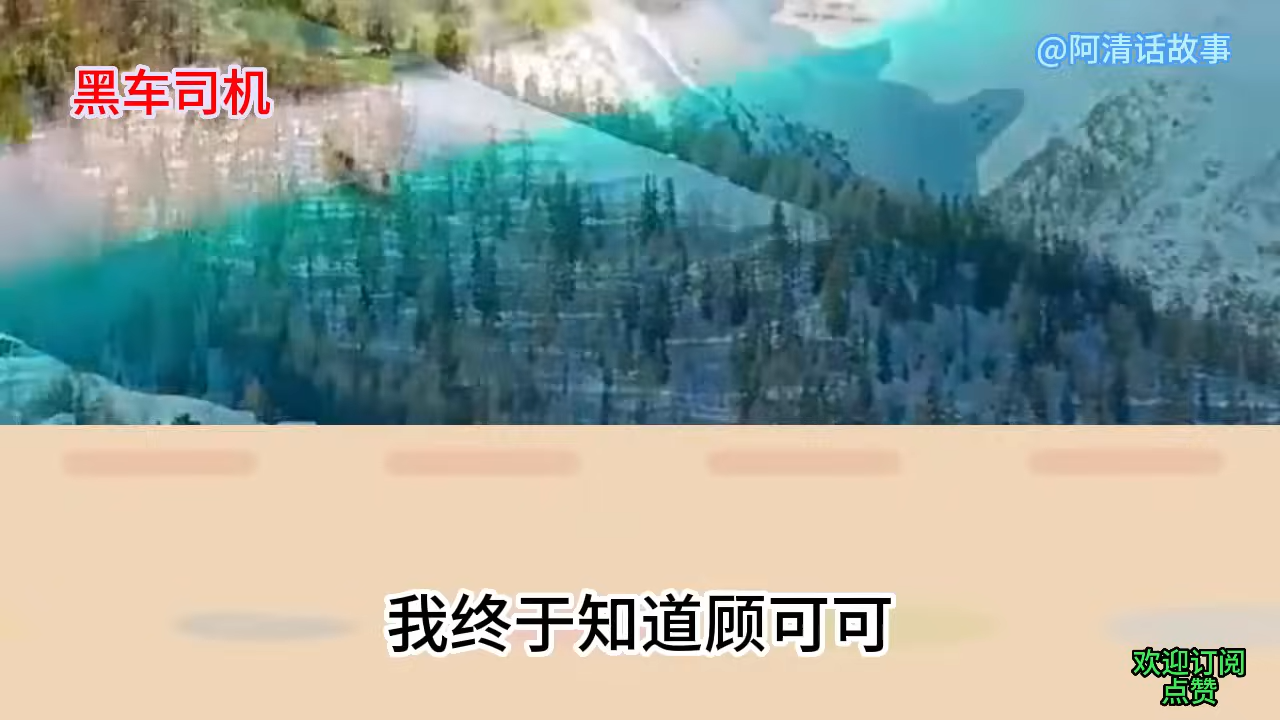 @阿清话故事
黑车司机
我终于知道顾可可
欢迎订阅
点赞